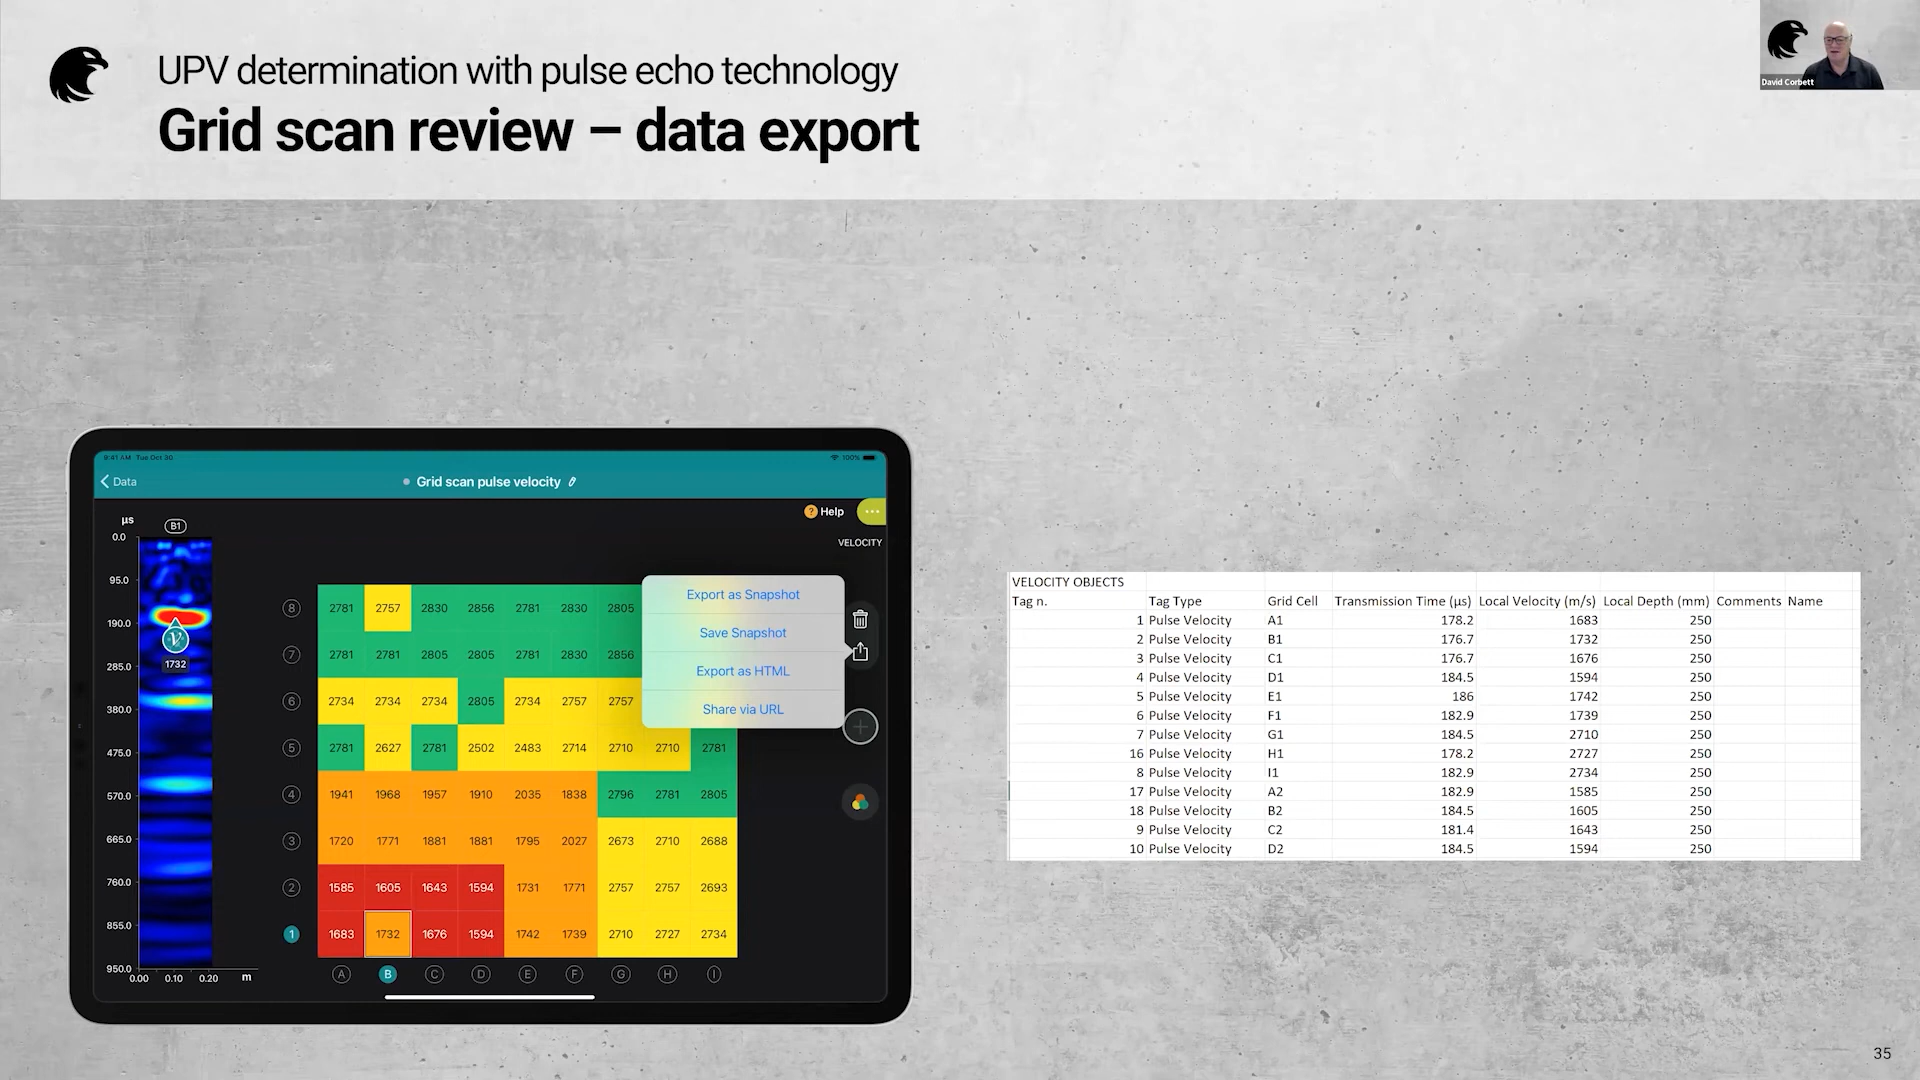 UPV determination with pulse echo technology
Grid scan review – data export
David Corbett
9:41 AM Tue Oct 30
100%
Data
Grid scan pulse velocity
? Help
VELOCITY
µs
B1
0.0
95.0
190.0
285.0
380.0
475.0
570.0
665.0
760.0
855.0
950.0
V
1732
0.00 0.10 0.20 m
8 2781 2757 2830 2856 2781 2830 2805
7 2781 2781 2805 2805 2781 2830 2856
6 2734 2734 2734 2805 2734 2757 2757
5 2781 2627 2781 2502 2483 2714 2710 2710 2781
4 1941 1968 1957 1910 2035 1838 2796 2781 2805
3 1720 1771 1881 1881 1795 2027 2673 2710 2688
2 1585 1605 1643 1594 1731 1771 2757 2757 2693
1 1683 1732 1676 1594 1742 1739 2710 2727 2734
A B C D E F G H I
Export as Snapshot
Save Snapshot
Export as HTML
Share via URL
VELOCITY OBJECTS
Tag n. Tag Type Grid Cell Transmission Time (µs) Local Velocity (m/s) Local Depth (mm) Comments Name
1 Pulse Velocity A1 178.2 1683 250
2 Pulse Velocity B1 176.7 1732 250
3 Pulse Velocity C1 176.7 1676 250
4 Pulse Velocity D1 184.5 1594 250
5 Pulse Velocity E1 186 1742 250
6 Pulse Velocity F1 182.9 1739 250
7 Pulse Velocity G1 184.5 2710 250
16 Pulse Velocity H1 178.2 2727 250
8 Pulse Velocity I1 182.9 2734 250
17 Pulse Velocity A2 182.9 1585 250
18 Pulse Velocity B2 184.5 1605 250
9 Pulse Velocity C2 181.4 1643 250
10 Pulse Velocity D2 184.5 1594 250
35